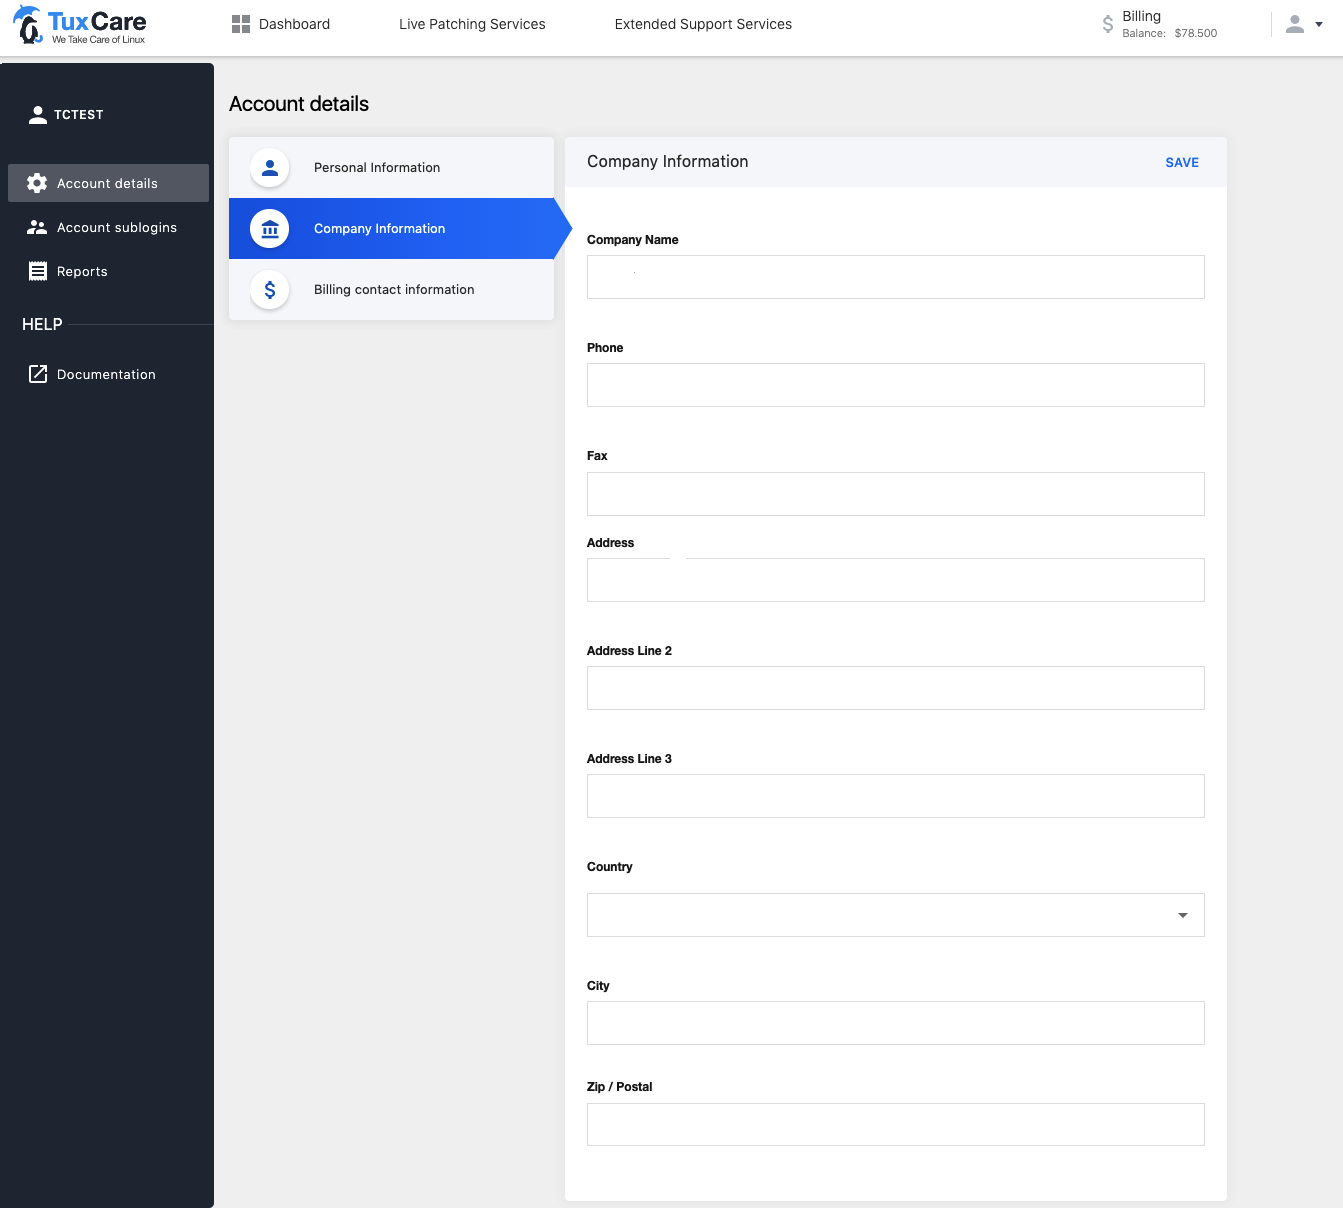 TuxCare
We Take Care of Linux
Dashboard
Live Patching Services
Extended Support Services
Billing
Balance: $78.500
TCTEST
Account details
Account sublogins
Reports
HELP
Documentation
Account details
Personal Information
Company Information
Billing contact information
Company Information
SAVE
Company Name
Phone
Fax
Address
Address Line 2
Address Line 3
Country
City
Zip / Postal